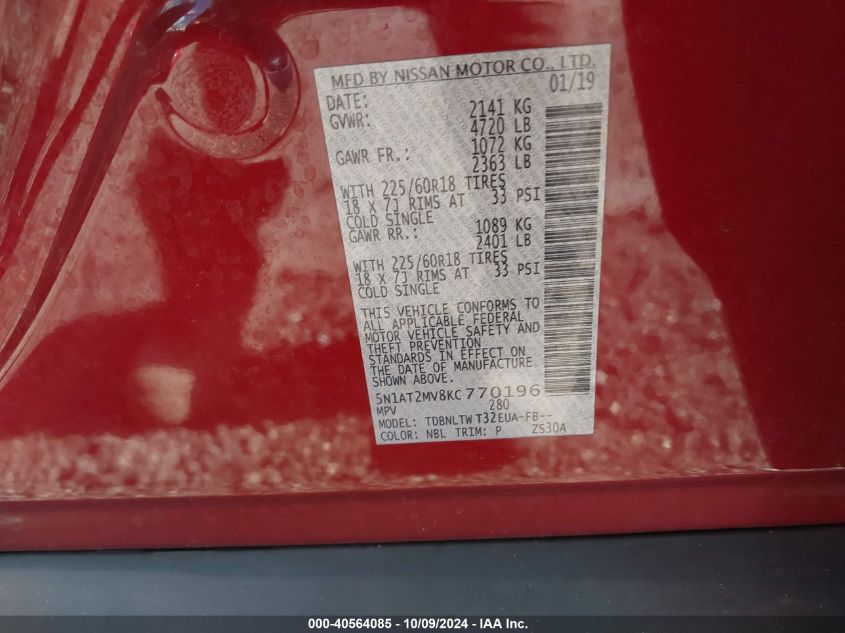 MFD BY NISSAN MOTOR CO., LTD.
DATE: 01/19
GVWR: 2141 KG
4720 LB
GAWR FR.: 1072 KG
2363 LB
WITH 225/60R18 TIRES
18 X 7J RIMS AT 33 PSI
COLD SINGLE
GAWR RR.: 1089 KG
2401 LB
WITH 225/60R18 TIRES
18 X 7J RIMS AT 33 PSI
COLD SINGLE
THIS VEHICLE CONFORMS TO
ALL APPLICABLE FEDERAL
MOTOR VEHICLE SAFETY AND
THEFT PREVENTION
STANDARDS IN EFFECT ON
THE DATE OF MANUFACTURE
SHOWN ABOVE.
5N1AT2MV8KC770196
MPV 280
MODEL: TDBNLTW T32EUA-FB--
COLOR: NBL TRIM: P ZS30A
000-40564085 - 10/09/2024 - IAA Inc.